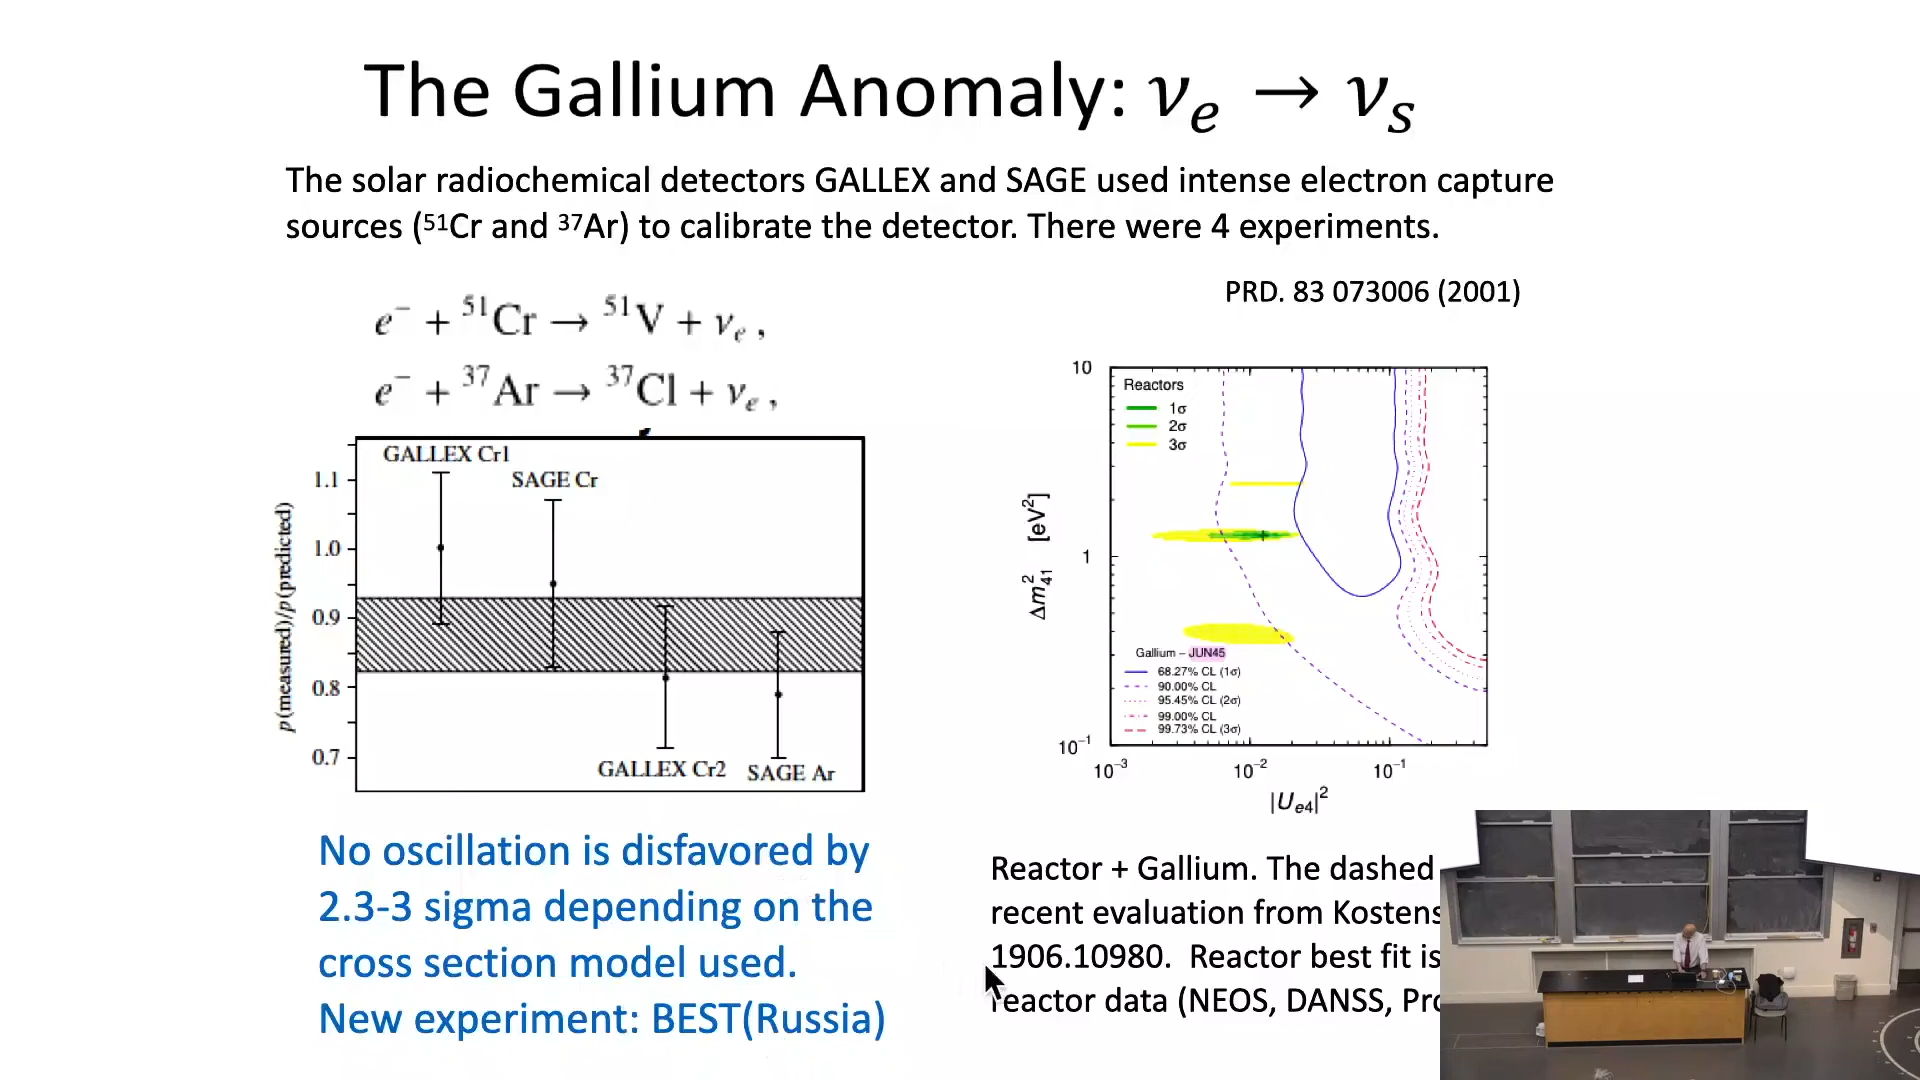 The Gallium Anomaly: νₑ → νₛ
The solar radiochemical detectors GALLEX and SAGE used intense electron capture
sources (⁵¹Cr and ³⁷Ar) to calibrate the detector. There were 4 experiments.
PRD. 83 073006 (2001)
e⁻ + ⁵¹Cr → ⁵¹V + νₑ ,
e⁻ + ³⁷Ar → ³⁷Cl + νₑ ,
p(measured)/p(predicted)
1.1
1.0
0.9
0.8
0.7
GALLEX Cr1
SAGE Cr
GALLEX Cr2
SAGE Ar
Δm²₄₁ [eV²]
10
1
10⁻¹
Reactors
1σ
2σ
3σ
Gallium – JUN45
68.27% CL (1σ)
90.00% CL
95.45% CL (2σ)
99.00% CL
99.73% CL (3σ)
10⁻³
10⁻²
10⁻¹
|Uₑ₄|²
No oscillation is disfavored by
2.3-3 sigma depending on the
cross section model used.
New experiment: BEST(Russia)
Reactor + Gallium. The dashed
recent evaluation from Kostens
1906.10980. Reactor best fit is
reactor data (NEOS, DANSS, Pro